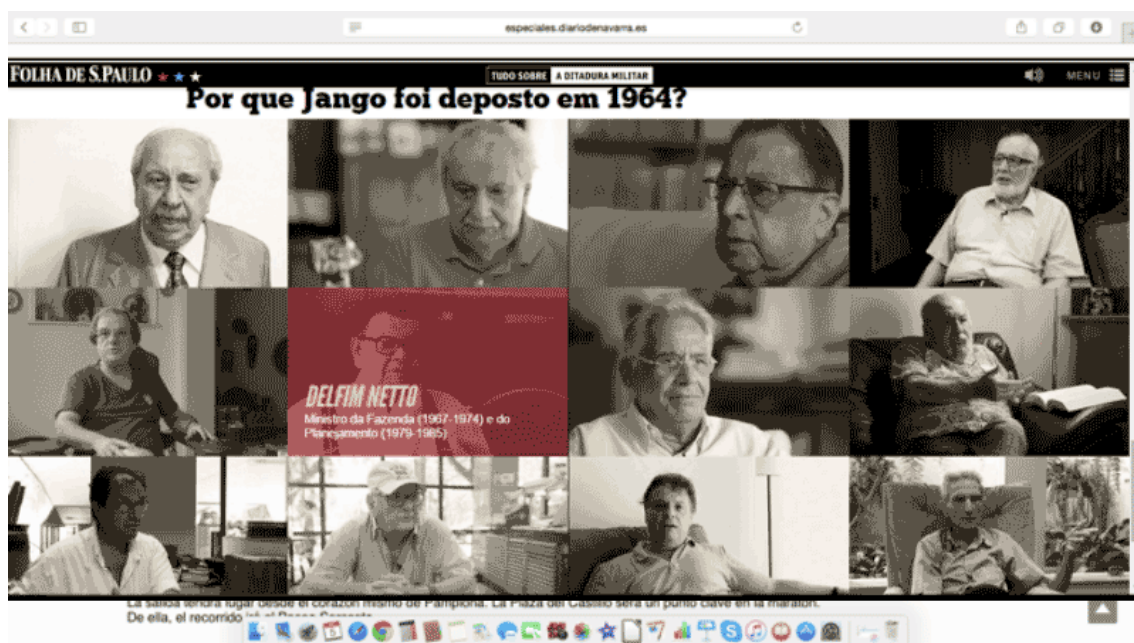 especiales.diariodenavarra.es
FOLHA DE S.PAULO
TUDO SOBRE A DITADURA MILITAR
MENU
Por que Jango foi deposto em 1964?
DELFIM NETTO
Ministro da Fazenda (1967-1974) e do
Planejamento (1979-1985)
La salida tendrá lugar desde el corazón mismo de Pamplona. La Plaza del Castillo será un punto clave en la maratón.
De ella, el recorrido